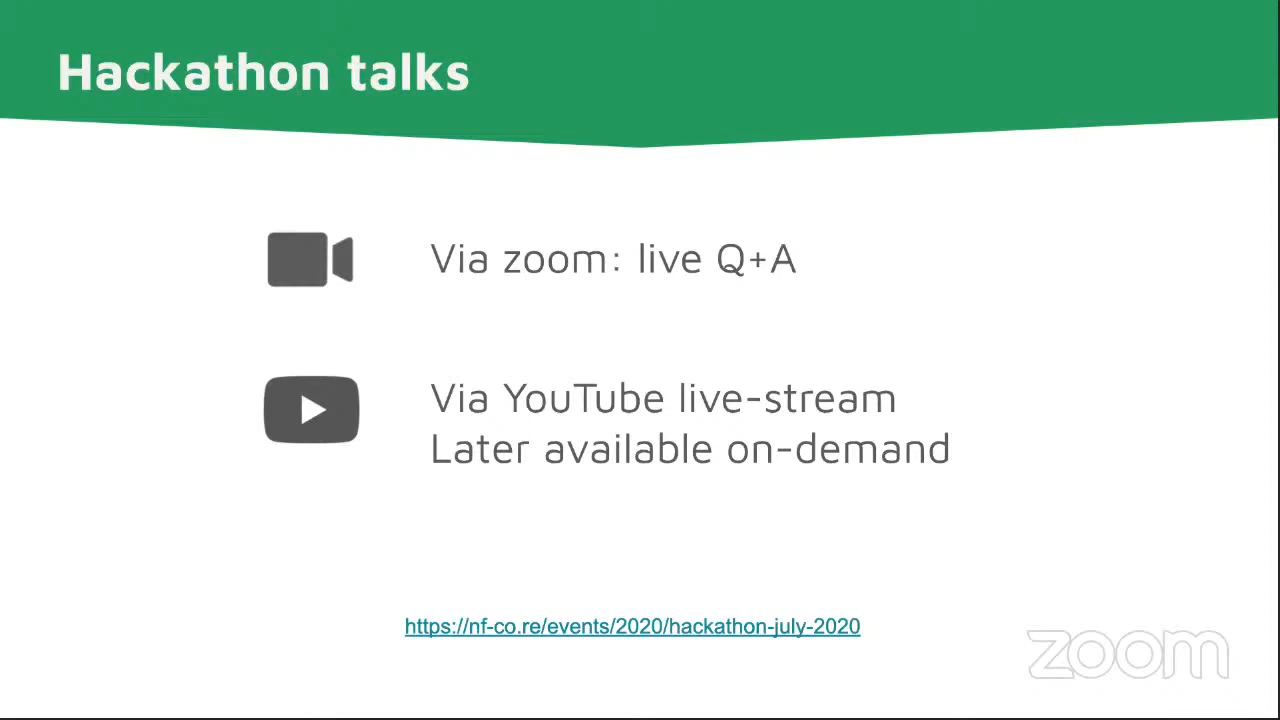 Hackathon talks
Via zoom: live Q+A
Via YouTube live-stream
Later available on-demand
https://nf-co.re/events/2020/hackathon-july-2020
zoom